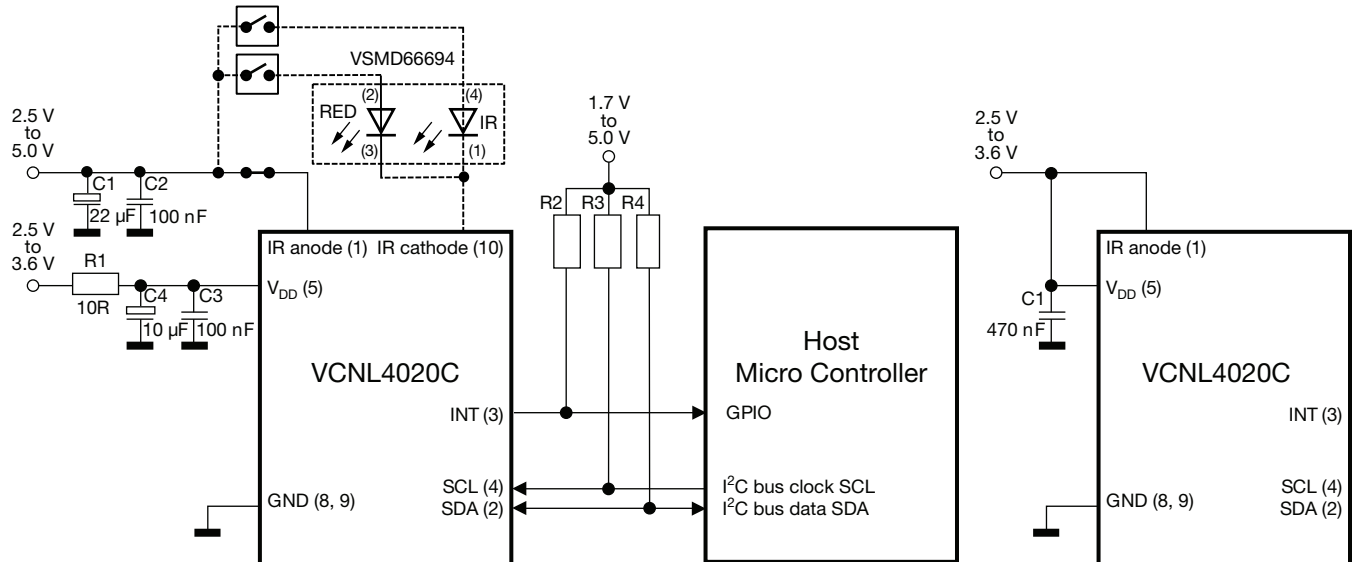 VSMD66694
(2)
(4)
RED
IR
(3)
(1)
2.5 V
to
5.0 V
C1
C2
22 µF
100 nF
2.5 V
to
3.6 V
R1
10R
C4
C3
10 µF
100 nF
IR anode (1)
IR cathode (10)
V_DD (5)
VCNL4020C
INT (3)
SCL (4)
SDA (2)
GND (8, 9)
1.7 V
to
5.0 V
R2
R3
R4
Host
Micro Controller
GPIO
I²C bus clock SCL
I²C bus data SDA
2.5 V
to
3.6 V
C1
470 nF
IR anode (1)
V_DD (5)
VCNL4020C
INT (3)
SCL (4)
SDA (2)
GND (8, 9)